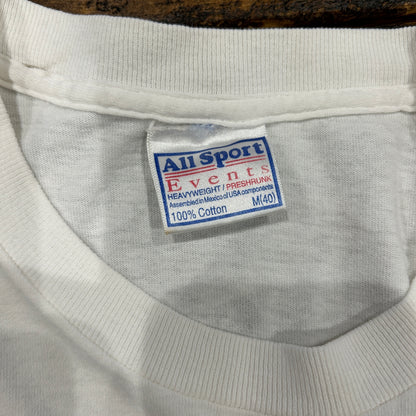 All Sport
Events
HEAVYWEIGHT / PRESHRUNK
Assembled in Mexico of USA components
100% Cotton M(40)